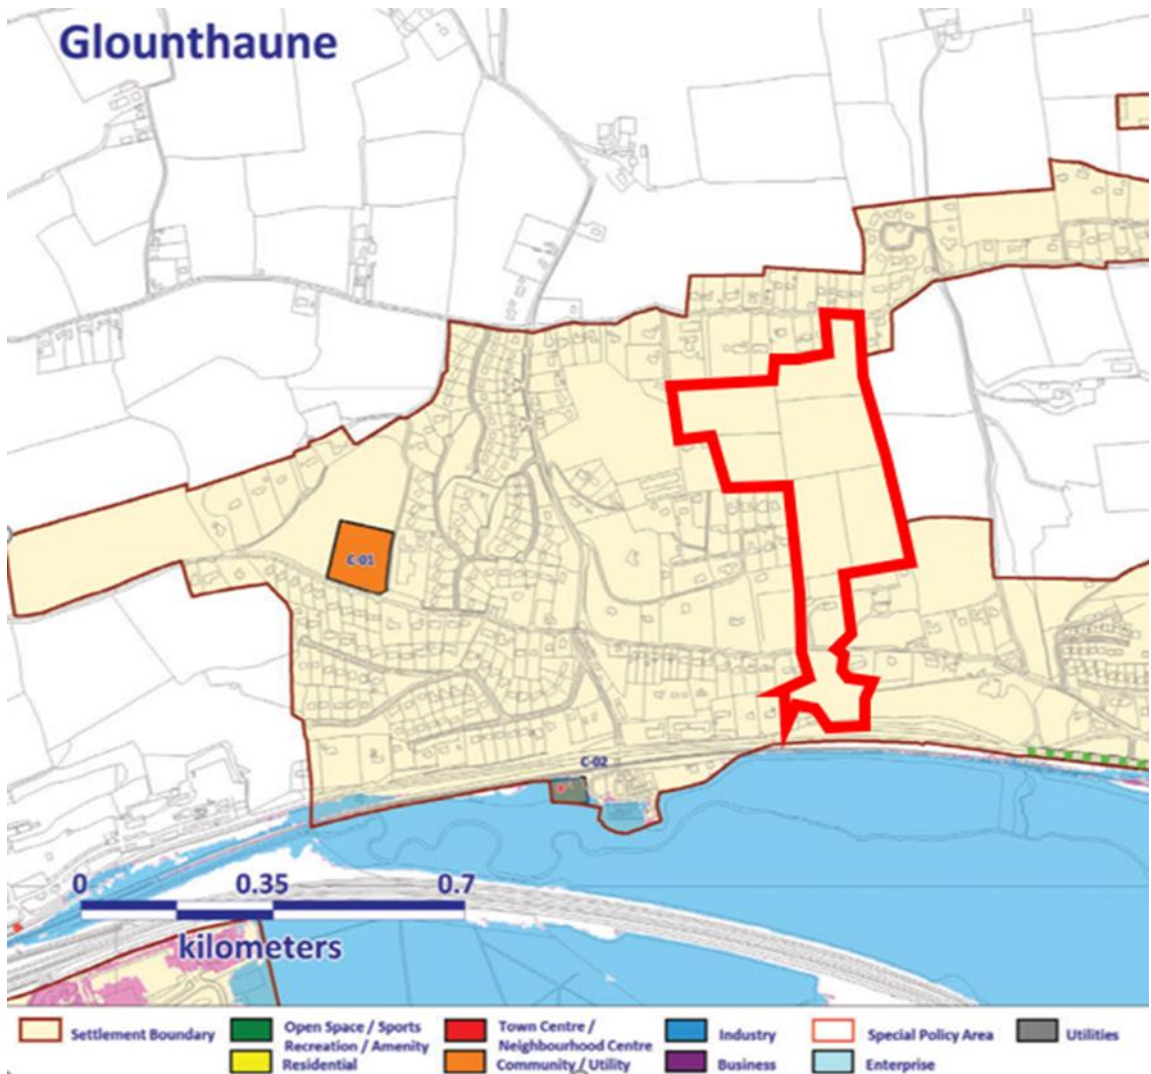 Glounthaune
C-01
C-02
0 0.35 0.7
kilometers
Settlement Boundary
Open Space / Sports
Recreation / Amenity
Residential
Town Centre /
Neighbourhood Centre
Community / Utility
Industry
Business
Special Policy Area
Enterprise
Utilities